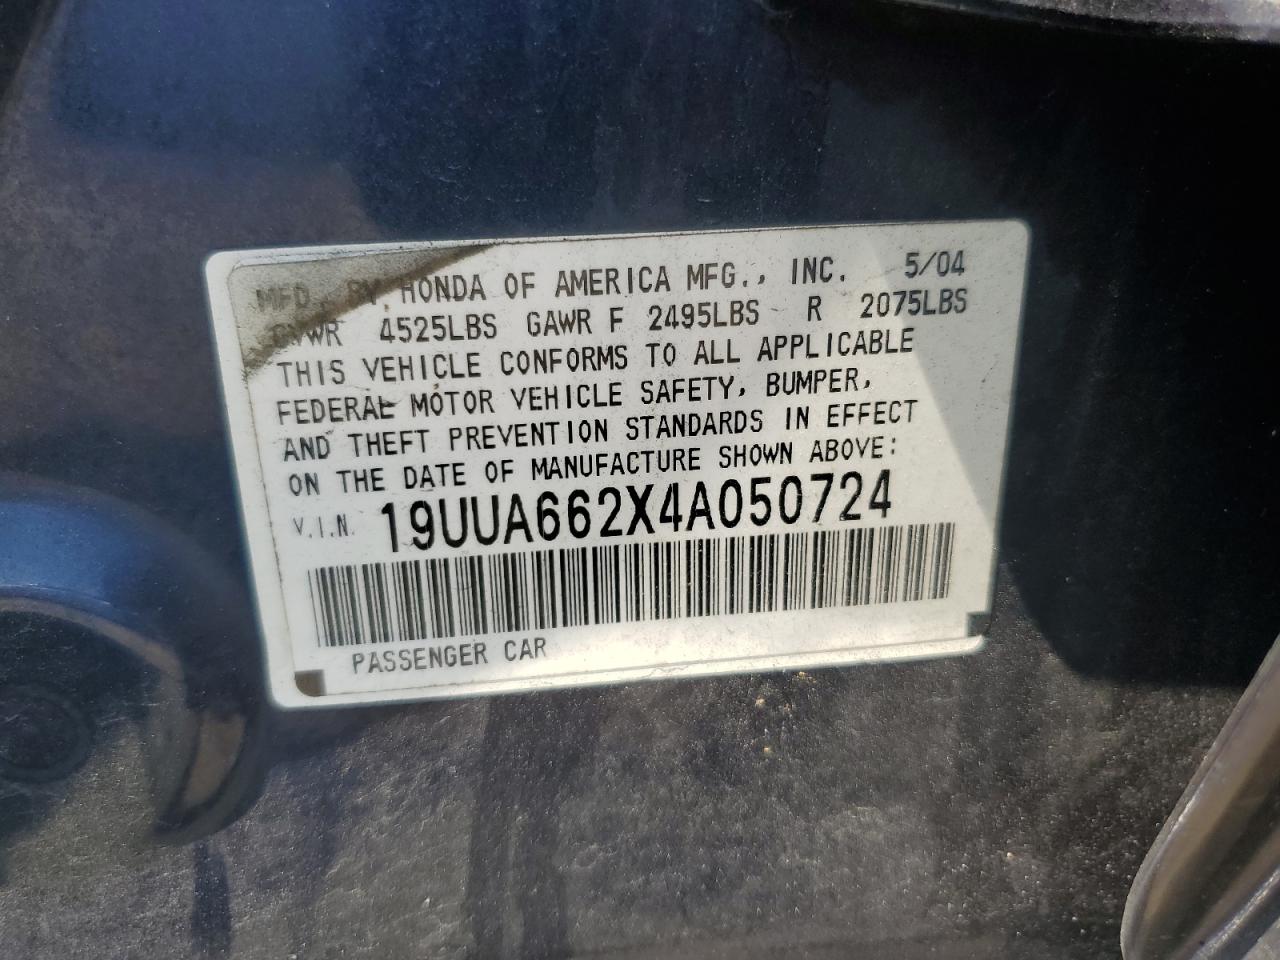 MFD. BY HONDA OF AMERICA MFG., INC. 5/04
GVWR 4525LBS GAWR F 2495LBS R 2075LBS
THIS VEHICLE CONFORMS TO ALL APPLICABLE
FEDERAL MOTOR VEHICLE SAFETY, BUMPER,
AND THEFT PREVENTION STANDARDS IN EFFECT
ON THE DATE OF MANUFACTURE SHOWN ABOVE:
V.I.N. 19UUA662X4A050724
PASSENGER CAR